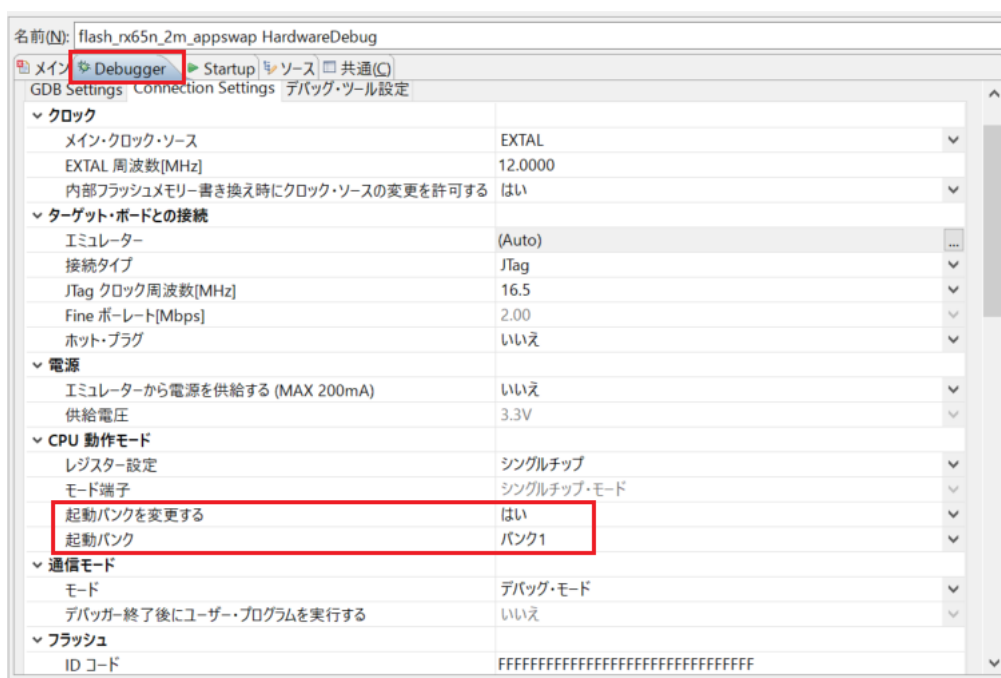 名前(N): flash_rx65n_2m_appswap HardwareDebug
メイン Debugger Startup ソース 共通(C)
GDB Settings Connection Settings デバッグ・ツール設定
クロック
メイン・クロック・ソース EXTAL
EXTAL 周波数[MHz] 12.0000
内部フラッシュメモリー書き換え時にクロック・ソースの変更を許可する はい
ターゲット・ボードとの接続
エミュレーター (Auto) ...
接続タイプ JTag
JTag クロック周波数[MHz] 16.5
Fine ボーレート[Mbps] 2.00
ホット・プラグ いいえ
電源
エミュレーターから電源を供給する (MAX 200mA) いいえ
供給電圧 3.3V
CPU 動作モード
レジスター設定 シングルチップ
モード端子 シングルチップ・モード
起動バンクを変更する はい
起動バンク バンク1
通信モード
モード デバッグ・モード
デバッガー終了後にユーザー・プログラムを実行する いいえ
フラッシュ
ID コード FFFFFFFFFFFFFFFFFFFFFFFFFFFFFFFF